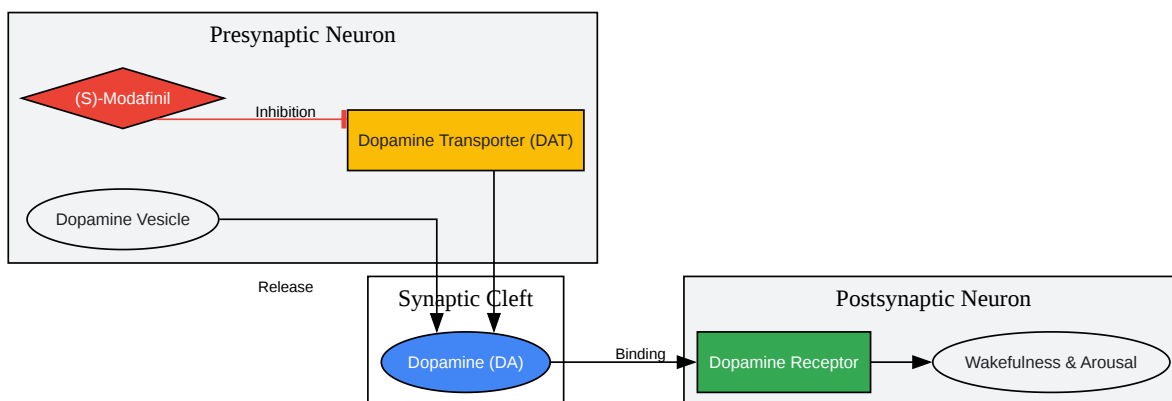 Presynaptic Neuron
(S)-Modafinil
Inhibition
Dopamine Transporter (DAT)
Dopamine Vesicle
Release
Synaptic Cleft
Dopamine (DA)
Binding
Postsynaptic Neuron
Dopamine Receptor
Wakefulness & Arousal